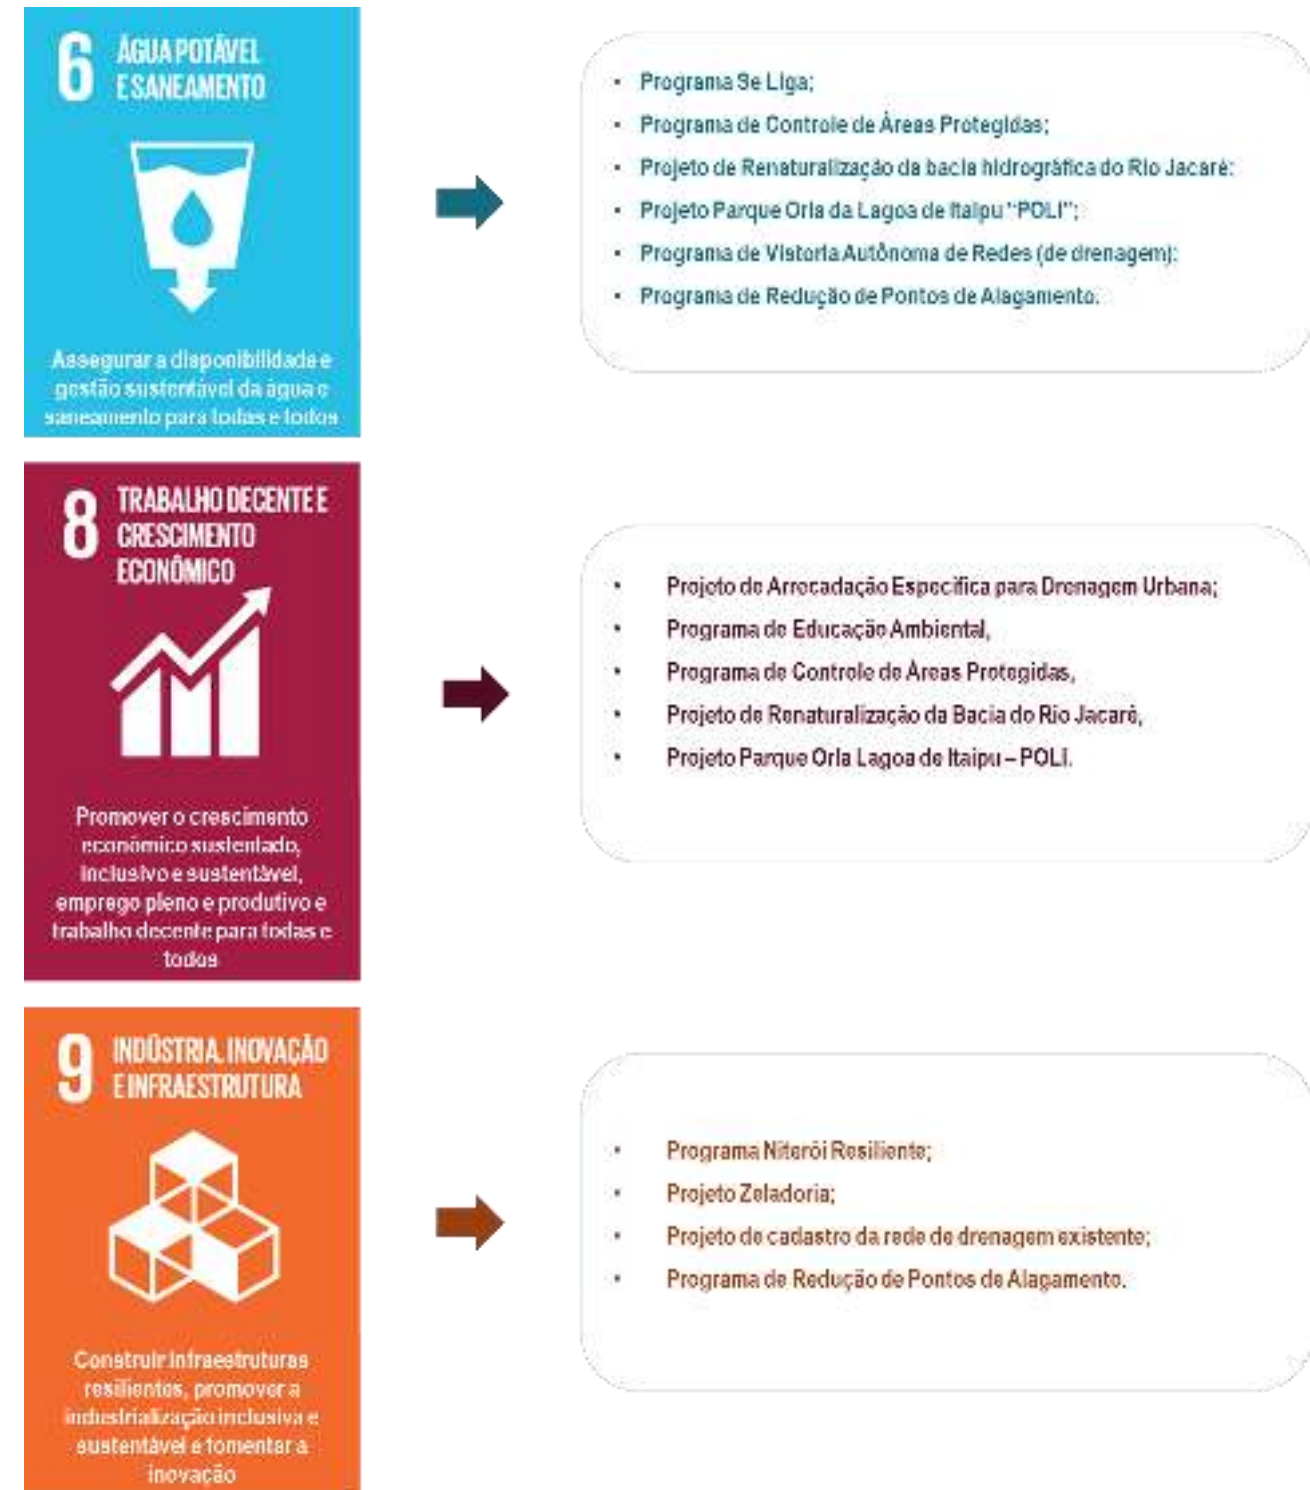 6 ÁGUA POTÁVEL
E SANEAMENTO
Assegurar a disponibilidade e
gestão sustentável da água e
saneamento para todas e todos
• Programa Se Liga;
• Programa de Controle de Áreas Protegidas;
• Projeto de Renaturalização da bacia hidrográfica do Rio Jacaré;
• Projeto Parque Orla da Lagoa de Itaipu "POLI";
• Programa de Vistoria Autônoma de Redes (de drenagem);
• Programa de Redução de Pontos de Alagamento.
8 TRABALHO DECENTE E
CRESCIMENTO
ECONÔMICO
Promover o crescimento
econômico sustentado,
inclusivo e sustentável,
emprego pleno e produtivo e
trabalho decente para todas e
todos
• Projeto de Arrecadação Específica para Drenagem Urbana;
• Programa de Educação Ambiental,
• Programa de Controle de Áreas Protegidas,
• Projeto de Renaturalização da Bacia do Rio Jacaré,
• Projeto Parque Orla Lagoa de Itaipu – POLI.
9 INDÚSTRIA, INOVAÇÃO
E INFRAESTRUTURA
Construir infraestruturas
resilientes, promover a
industrialização inclusiva e
sustentável e fomentar a
inovação
• Programa Niterói Resiliente;
• Projeto Zeladoria;
• Projeto de cadastro da rede de drenagem existente;
• Programa de Redução de Pontos de Alagamento.